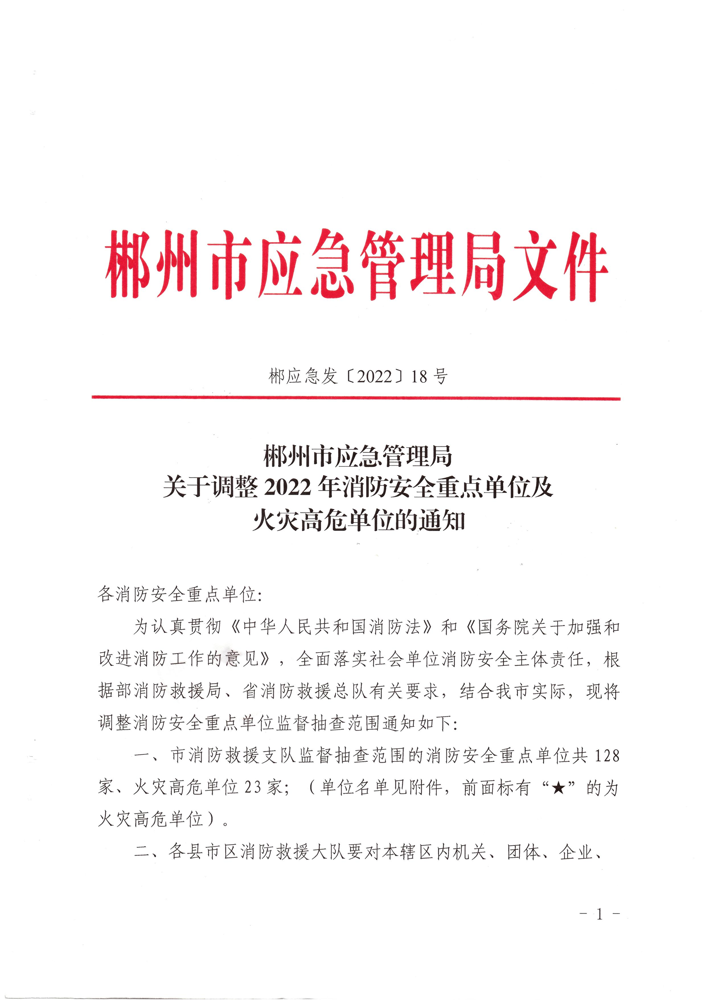 郴州市应急管理局文件
郴应急发〔2022〕18 号
郴州市应急管理局
关于调整 2022 年消防安全重点单位及
火灾高危单位的通知
各消防安全重点单位:
为认真贯彻《中华人民共和国消防法》和《国务院关于加强和
改进消防工作的意见》，全面落实社会单位消防安全主体责任，根
据部消防救援局、省消防救援总队有关要求，结合我市实际，现将
调整消防安全重点单位监督抽查范围通知如下:
一、市消防救援支队监督抽查范围的消防安全重点单位共 128
家、火灾高危单位 23 家；（单位名单见附件，前面标有“★”的为
火灾高危单位）。
二、各县市区消防救援大队要对本辖区内机关、团体、企业、
- 1 -